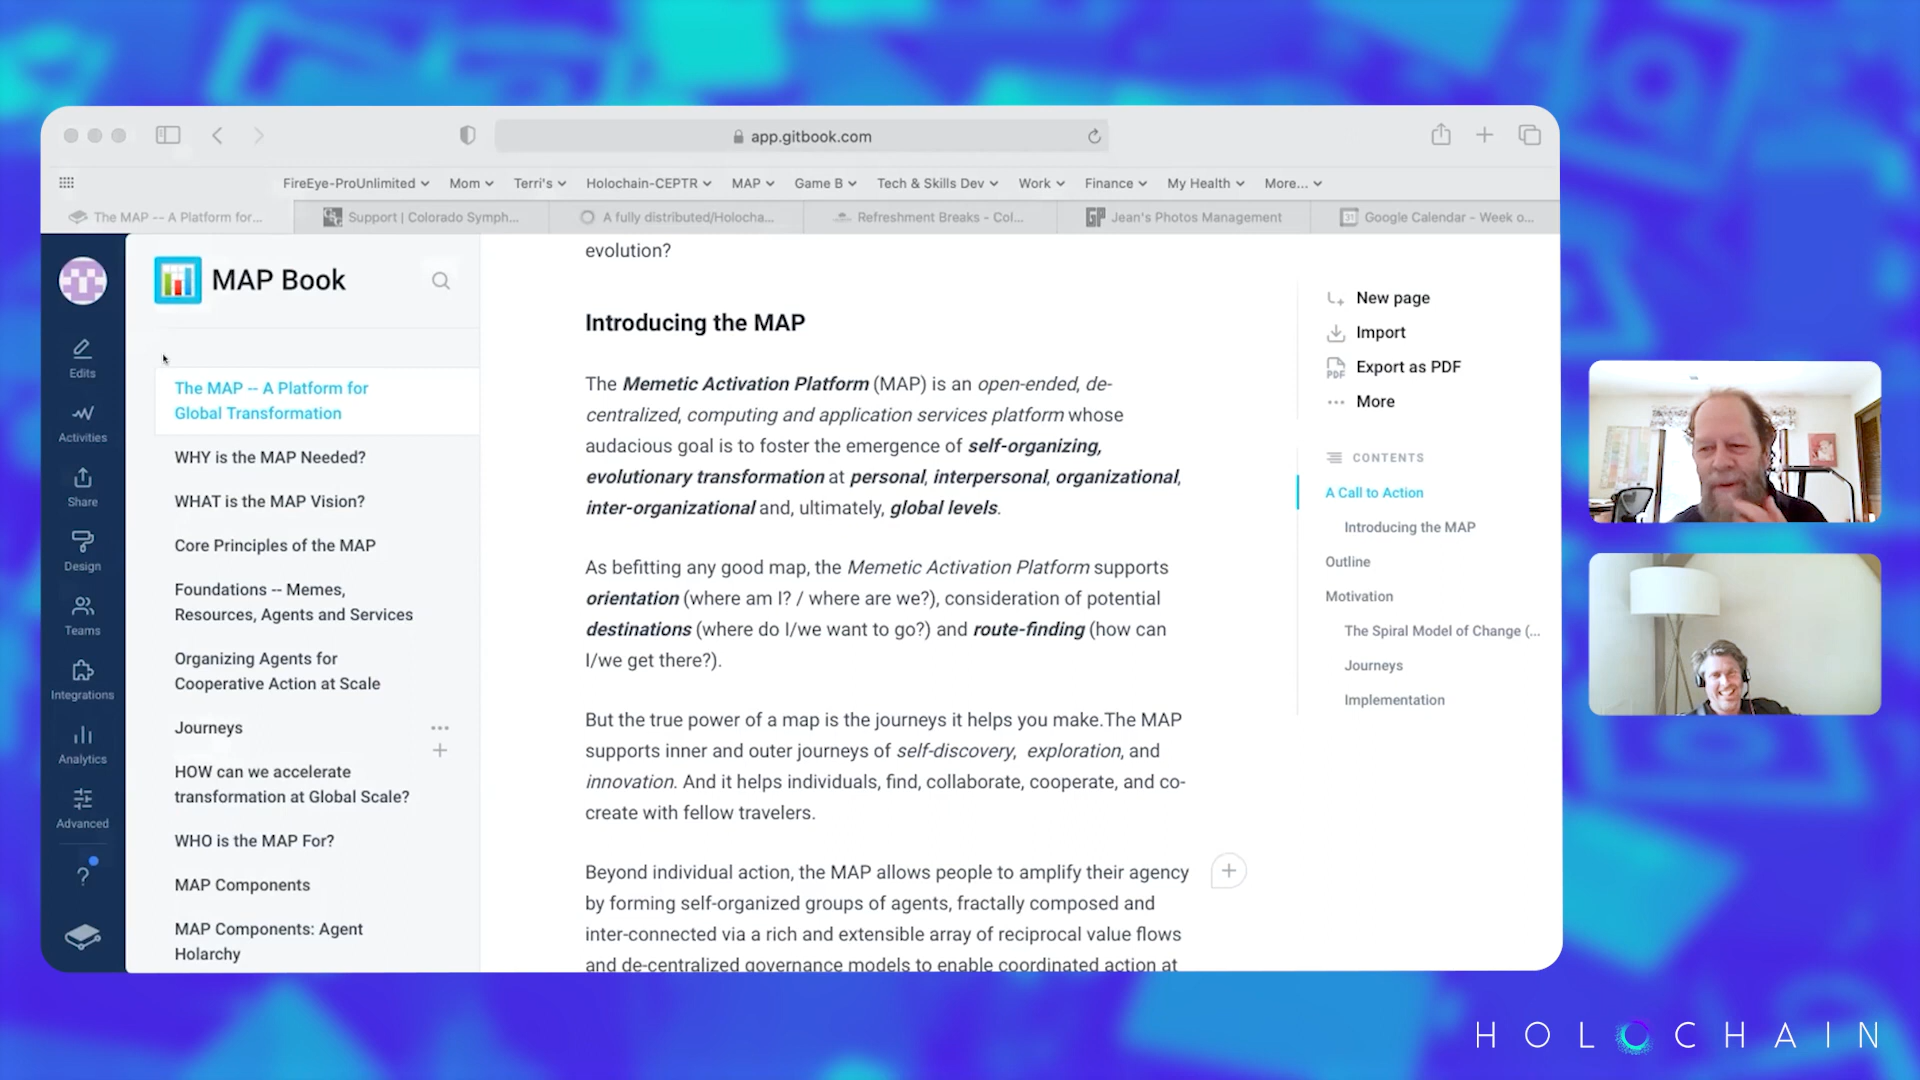 app.gitbook.com
FireEye-ProUnlimited Mom Terri's Holochain-CEPTR MAP Game B Tech & Skills Dev Work Finance My Health More...
The MAP -- A Platform for... Support | Colorado Symph... A fully distributed/Holocha... Refreshment Breaks - Col... Jean's Photos Management Google Calendar - Week o...
Edits
Activities
Share
Design
Teams
Integrations
Analytics
Advanced
?
MAP Book
The MAP -- A Platform for
Global Transformation
WHY is the MAP Needed?
WHAT is the MAP Vision?
Core Principles of the MAP
Foundations -- Memes,
Resources, Agents and Services
Organizing Agents for
Cooperative Action at Scale
Journeys
HOW can we accelerate
transformation at Global Scale?
WHO is the MAP For?
MAP Components
MAP Components: Agent
Holarchy
evolution?
Introducing the MAP
The Memetic Activation Platform (MAP) is an open-ended, de-
centralized, computing and application services platform whose
audacious goal is to foster the emergence of self-organizing,
evolutionary transformation at personal, interpersonal, organizational,
inter-organizational and, ultimately, global levels.
As befitting any good map, the Memetic Activation Platform supports
orientation (where am I? / where are we?), consideration of potential
destinations (where do I/we want to go?) and route-finding (how can
I/we get there?).
But the true power of a map is the journeys it helps you make.The MAP
supports inner and outer journeys of self-discovery, exploration, and
innovation. And it helps individuals, find, collaborate, cooperate, and co-
create with fellow travelers.
Beyond individual action, the MAP allows people to amplify their agency
by forming self-organized groups of agents, fractally composed and
inter-connected via a rich and extensible array of reciprocal value flows
and de-centralized governance models to enable coordinated action at
New page
Import
PDF Export as PDF
More
CONTENTS
A Call to Action
Introducing the MAP
Outline
Motivation
The Spiral Model of Change (...
Journeys
Implementation
HOLOCHAIN